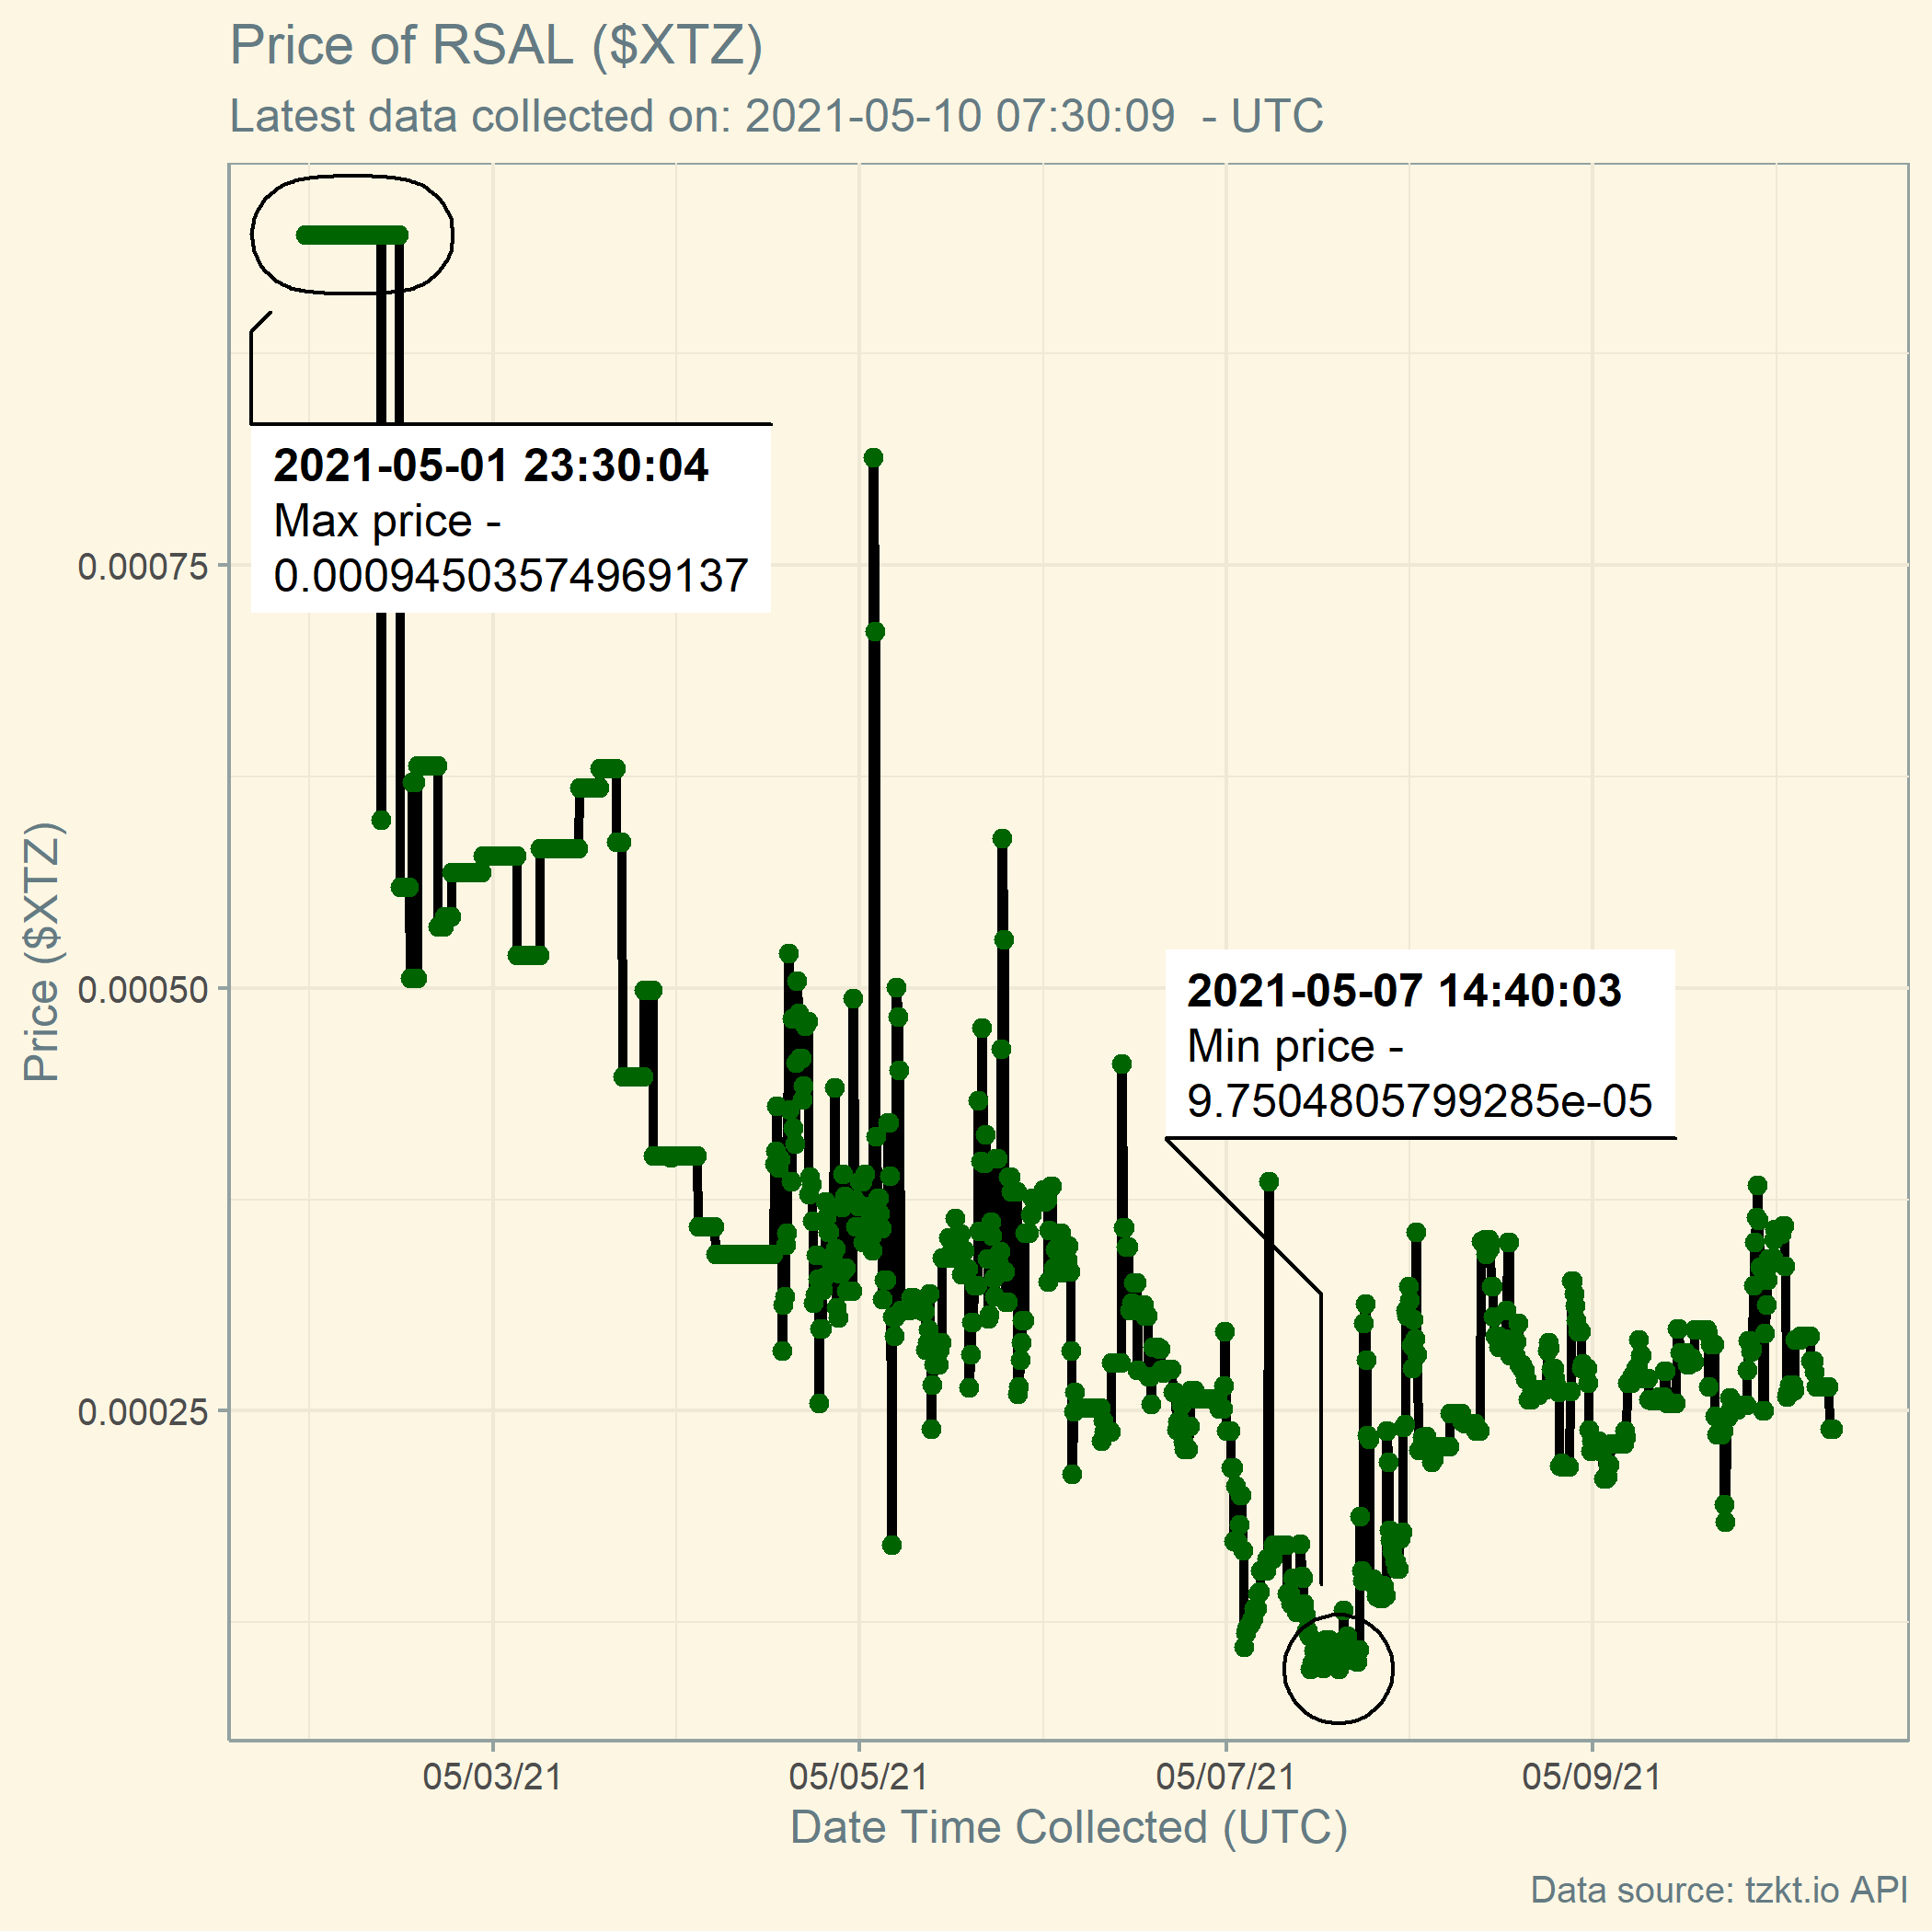 Price of RSAL ($XTZ)
Latest data collected on: 2021-05-10 07:30:09 - UTC
2021-05-01 23:30:04
Max price -
0.000945035749691​37
0.00075
0.00050
0.00025
Price ($XTZ)
2021-05-07 14:40:03
Min price -
9.7504805799285e-05
05/03/21
05/05/21
05/07/21
05/09/21
Date Time Collected (UTC)
Data source: tzkt.io API